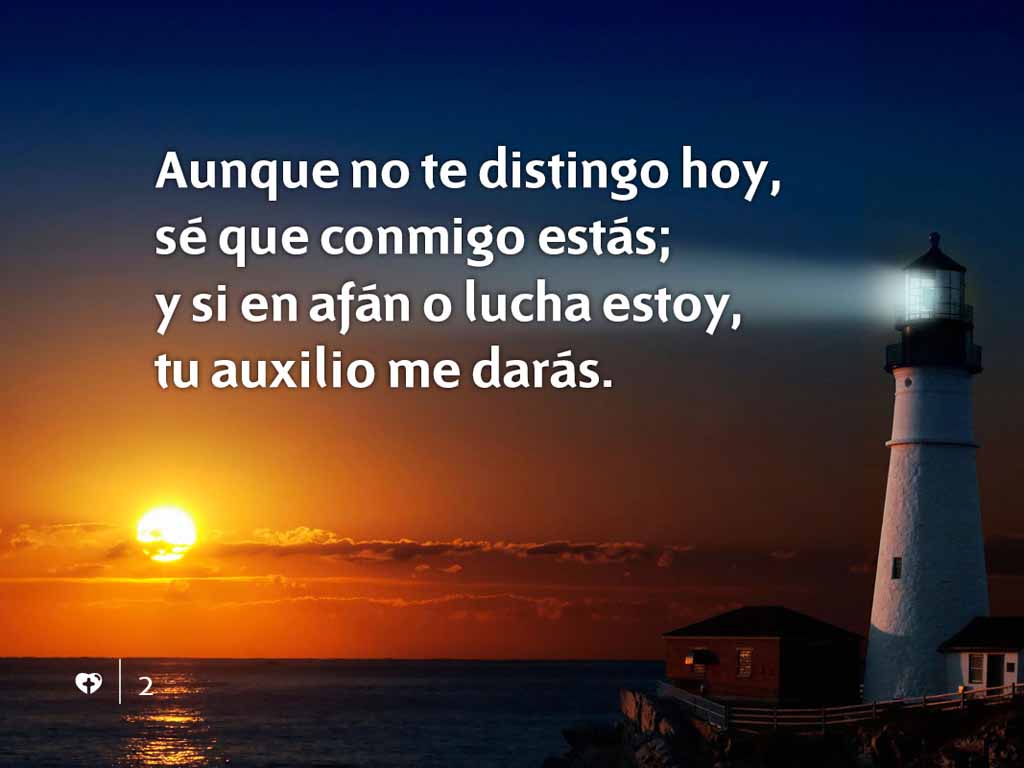 Aunque no te distingo hoy,
sé que conmigo estás;
y si en afán o lucha estoy,
tu auxilio me darás.
2